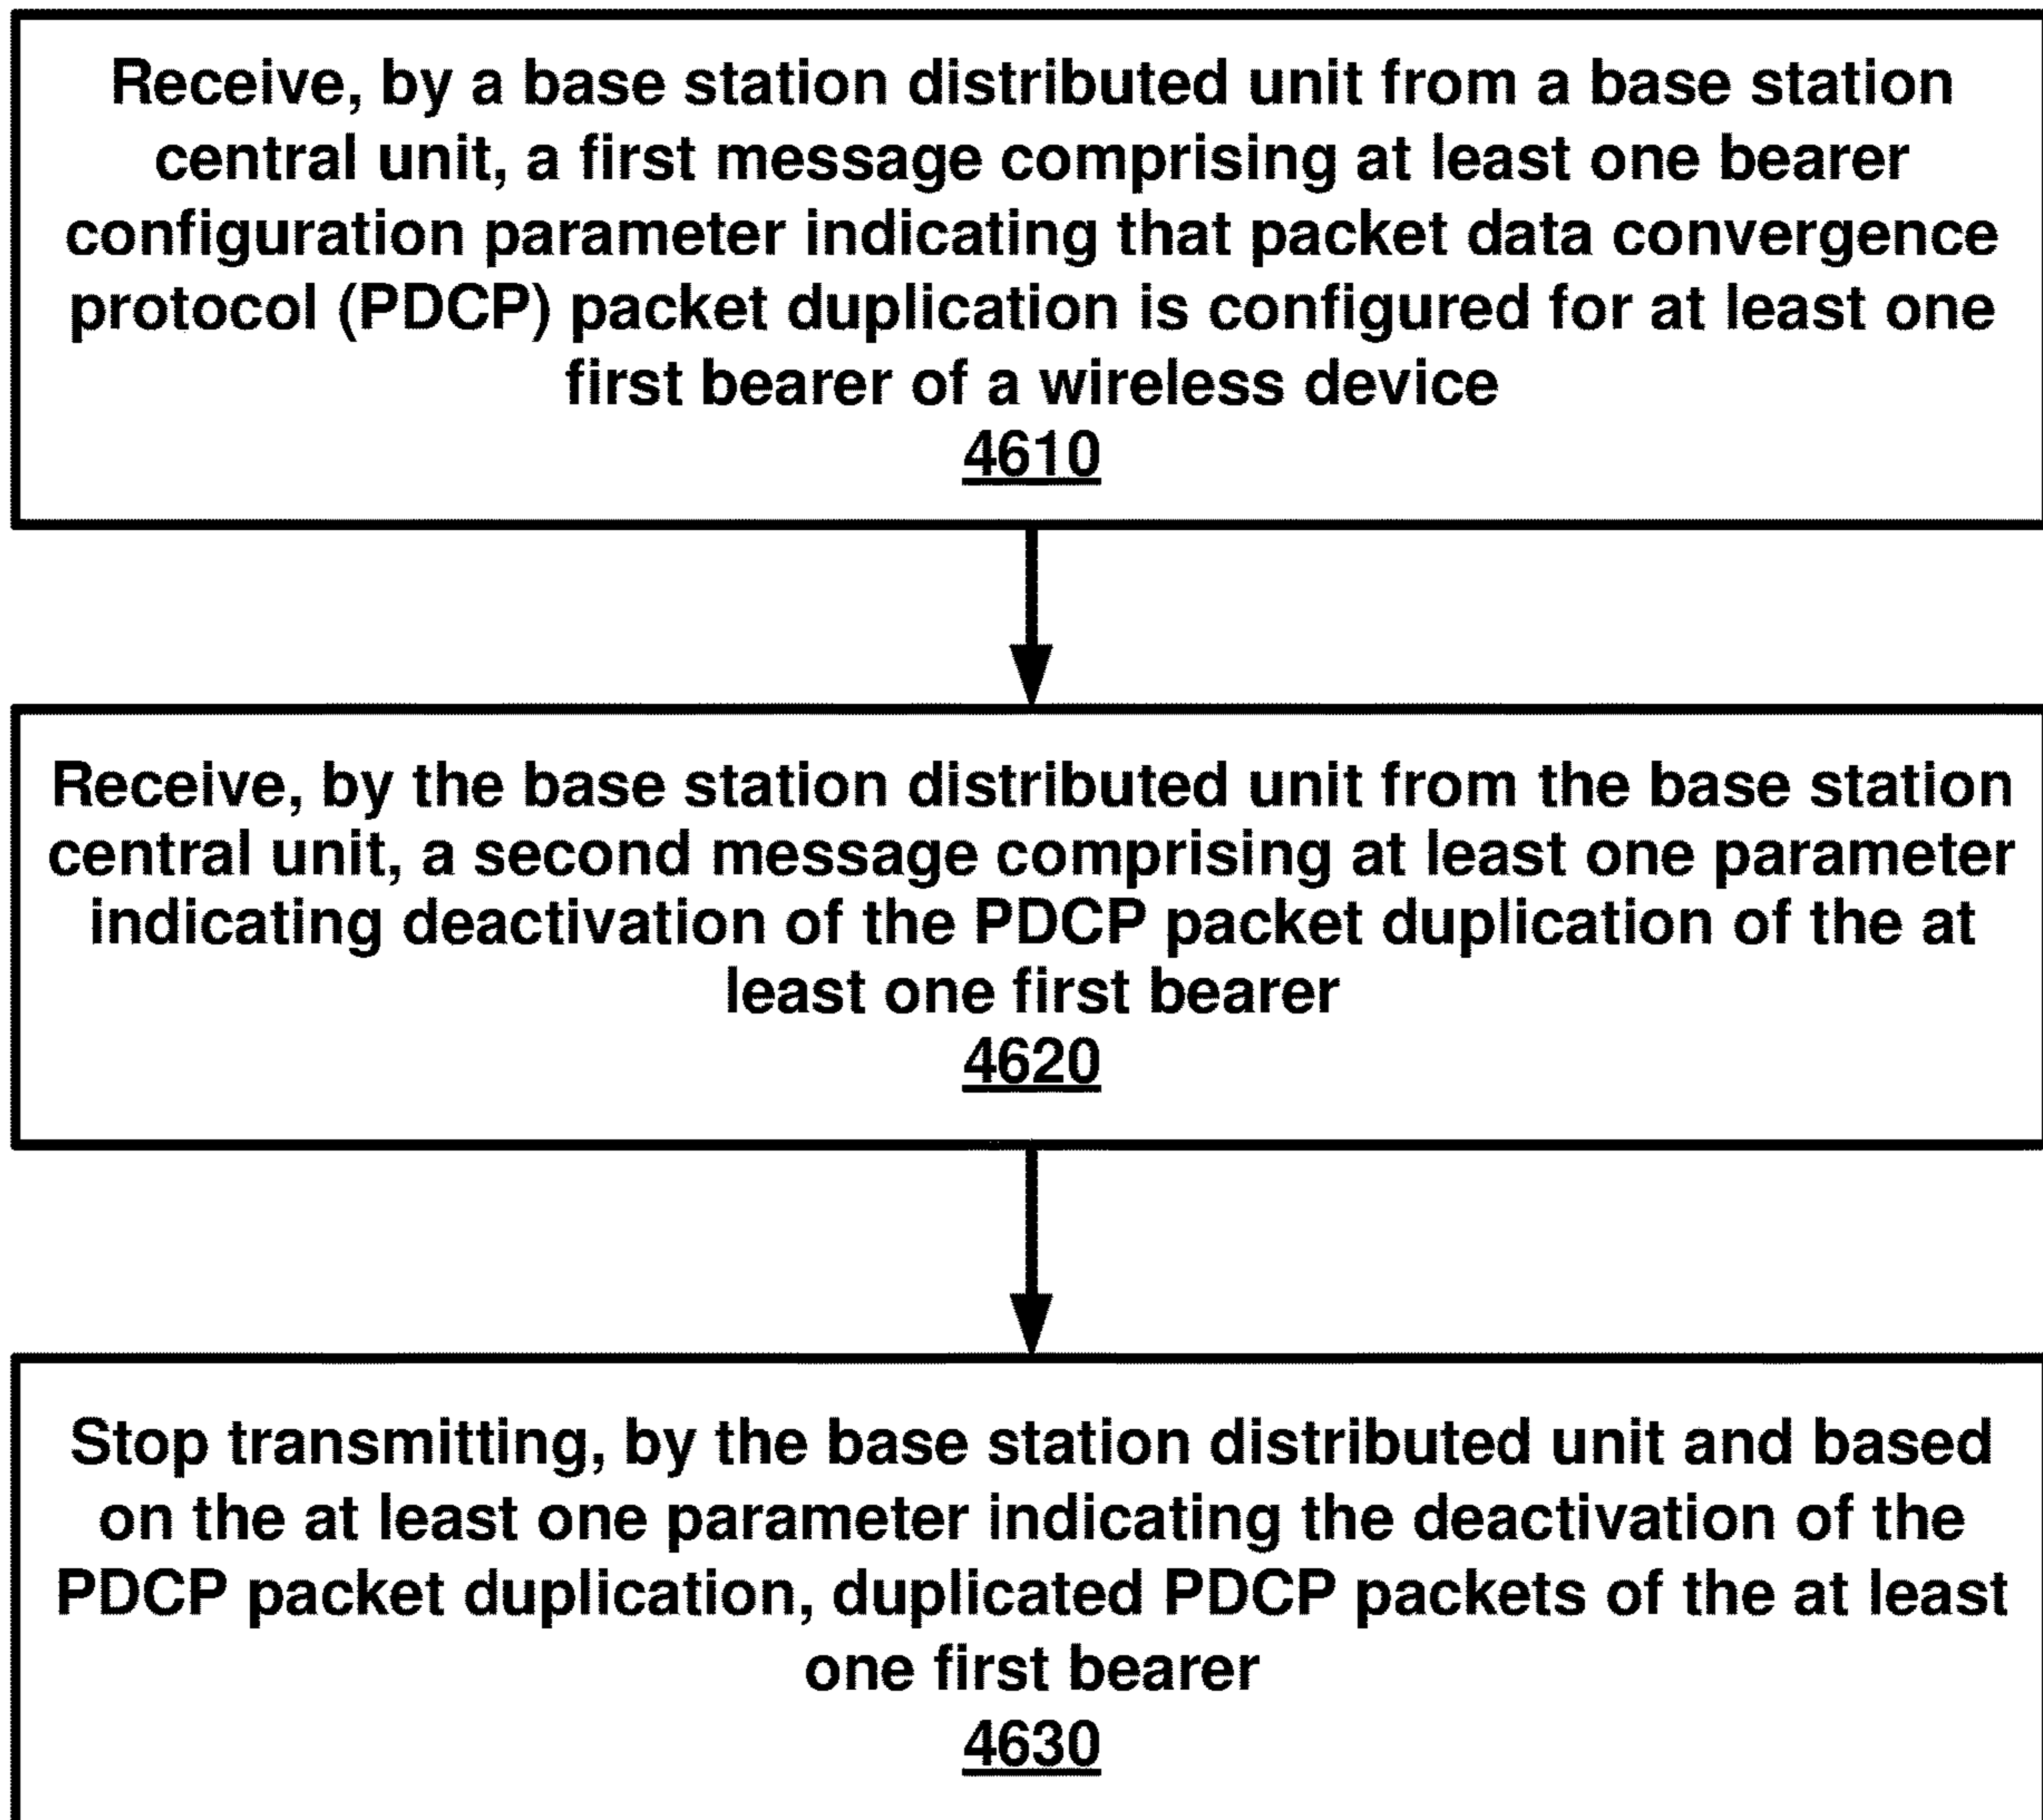 Receive, by a base station distributed unit from a base station
central unit, a first message comprising at least one bearer
configuration parameter indicating that packet data convergence
protocol (PDCP) packet duplication is configured for at least one
first bearer of a wireless device
4610
Receive, by the base station distributed unit from the base station
central unit, a second message comprising at least one parameter
indicating deactivation of the PDCP packet duplication of the at
least one first bearer
4620
Stop transmitting, by the base station distributed unit and based
on the at least one parameter indicating the deactivation of the
PDCP packet duplication, duplicated PDCP packets of the at least
one first bearer
4630